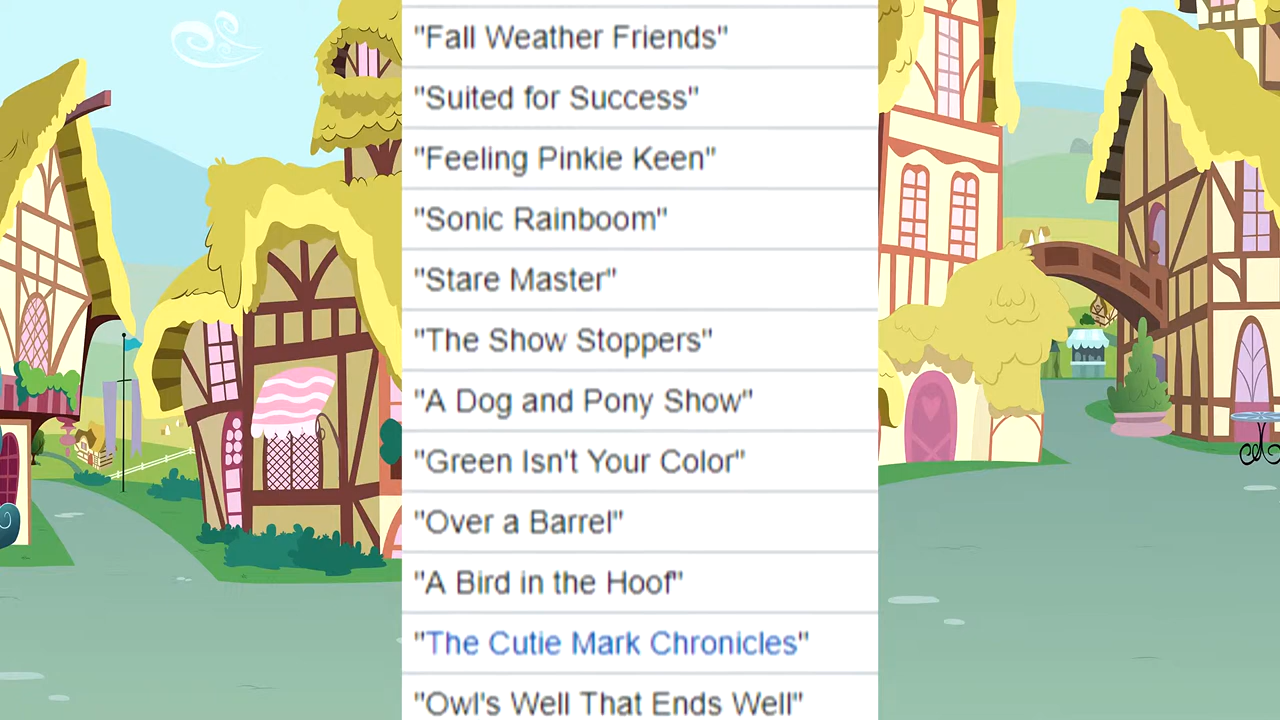 "Fall Weather Friends"
"Suited for Success"
"Feeling Pinkie Keen"
"Sonic Rainboom"
"Stare Master"
"The Show Stoppers"
"A Dog and Pony Show"
"Green Isn't Your Color"
"Over a Barrel"
"A Bird in the Hoof"
"The Cutie Mark Chronicles"
"Owl's Well That Ends Well"